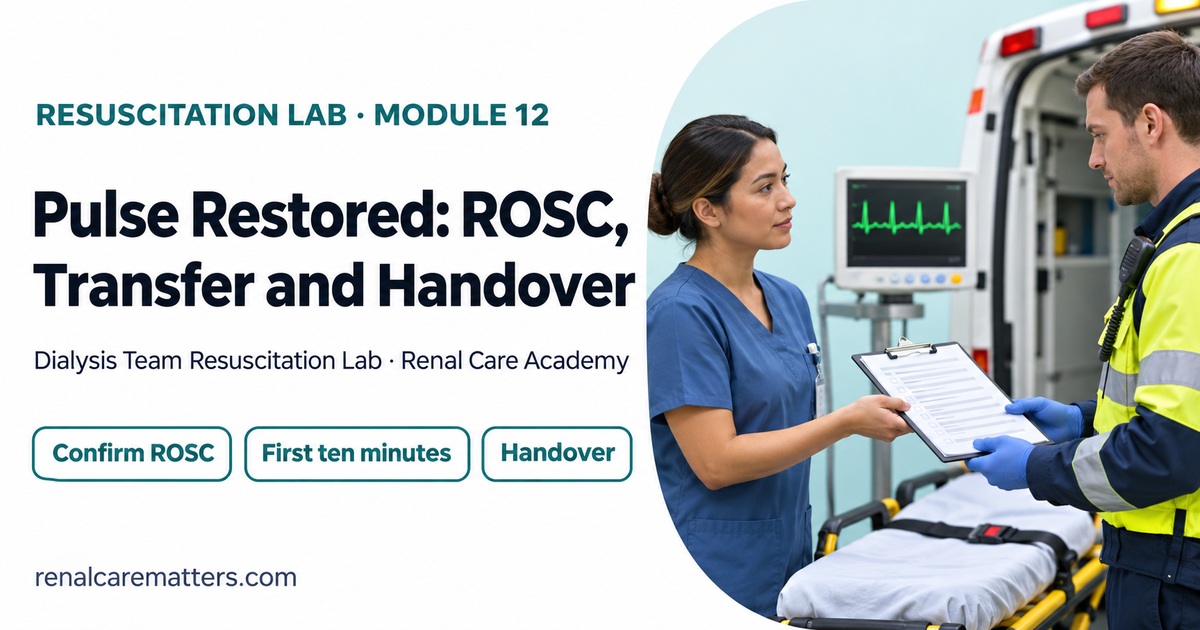 RESUSCITATION LAB · MODULE 12
Pulse Restored: ROSC,
Transfer and Handover
Dialysis Team Resuscitation Lab · Renal Care Academy
Confirm ROSC
First ten minutes
Handover
renalcarematters.com